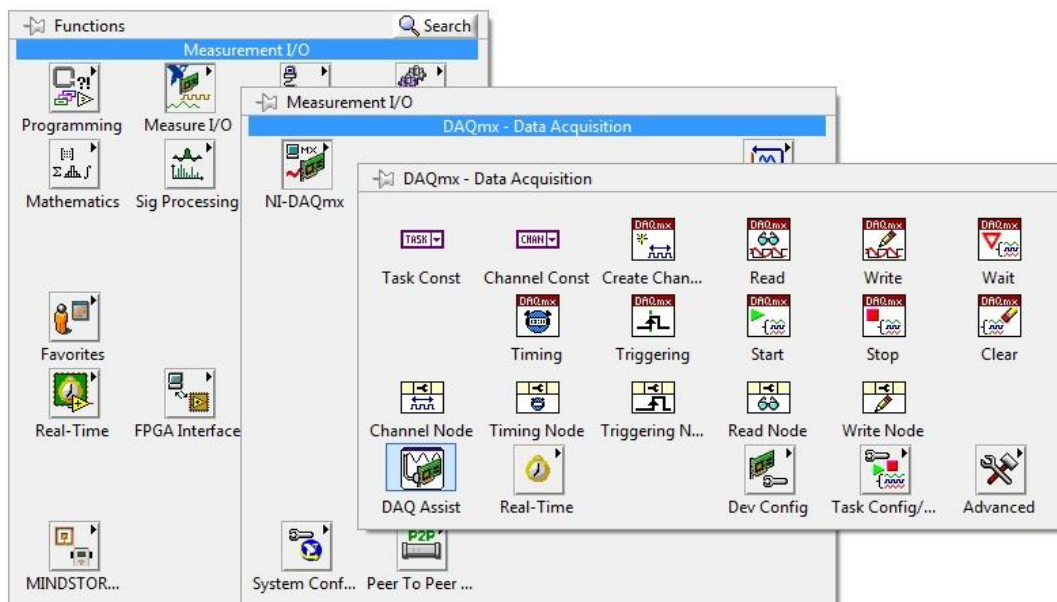 Functions
Search
Measurement I/O
Programming Measure I/O
Mathematics Sig Processing
Favorites
Real-Time FPGA Interface
MINDSTOR...
Measurement I/O
DAQmx - Data Acquisition
MX
NI-DAQmx
System Conf... Peer To Peer ...
P2P
DAQmx - Data Acquisition
TASK CHAN DAQmx DAQmx DAQmx DAQmx
Task Const Channel Const Create Chan... Read Write Wait
DAQmx DAQmx DAQmx DAQmx DAQmx
Timing Triggering Start Stop Clear
Channel Node Timing Node Triggering N... Read Node Write Node
DAQ Assist Real-Time Dev Config Task Config/... Advanced